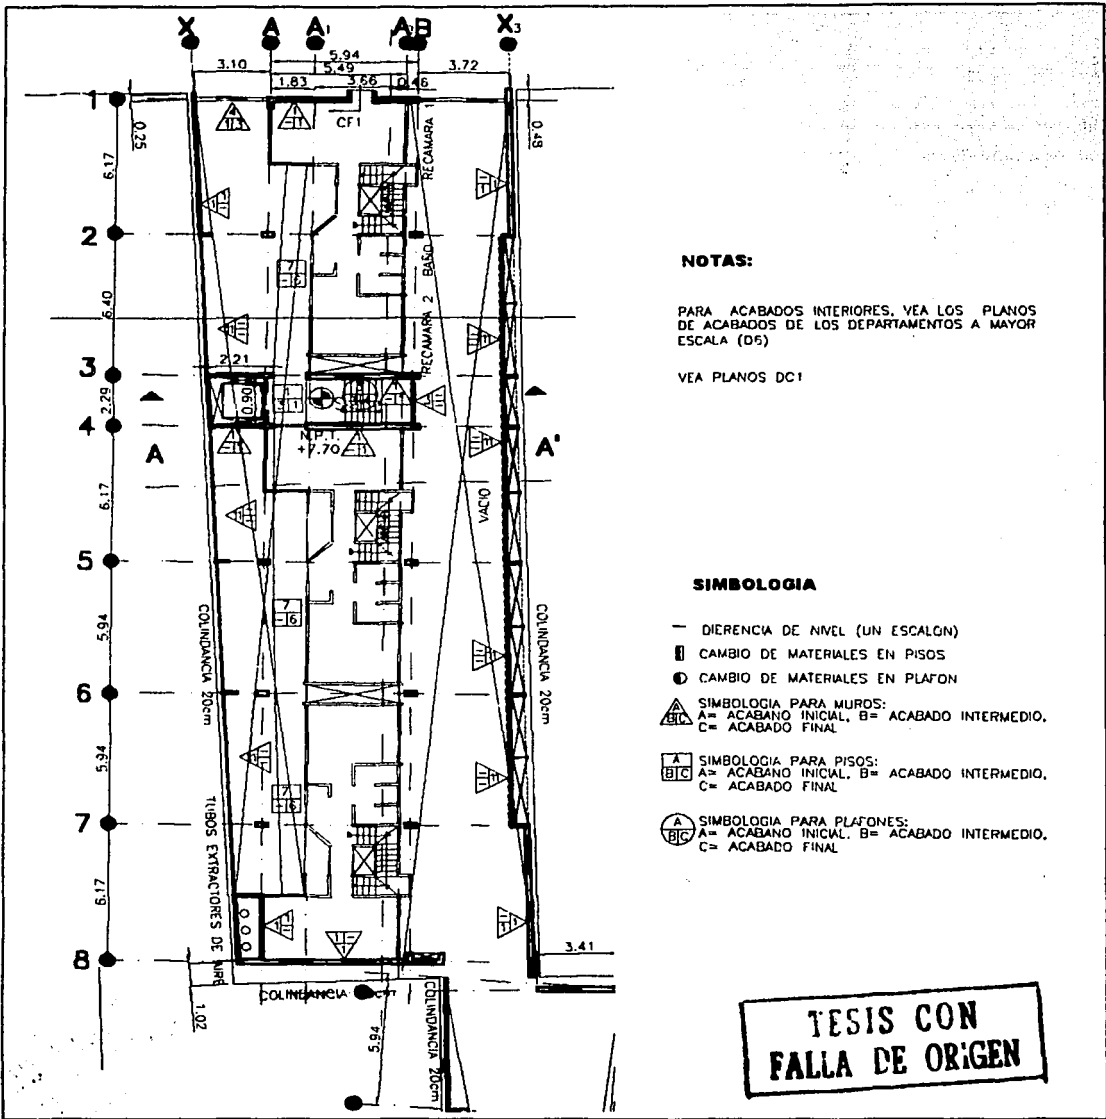 X A A1 A B X3
5.94
3.10 5.49 3.72
1.83 3.66 0.46
1
0.25
CF1
RECAMARA 1
0.48
6.17
2
BAÑO
7
- 6
6.40
RECAMARA 2
3
2.21
2.29
0.90
4
N.P.T.
+7.70
A A'
6.17
VACIO
5
7
- 6
COLINDANCIA 20cm
COLINDANCIA 20cm
5.94
6
5.94
7
- 6
7
TUBOS EXTRACTORES DE AIRE
6.17
8
3.41
COLINDANCIA
COLINDANCIA 20cm
1.02
5.94
NOTAS:
PARA ACABADOS INTERIORES, VEA LOS PLANOS
DE ACABADOS DE LOS DEPARTAMENTOS A MAYOR
ESCALA (D6)
VEA PLANOS DC1
SIMBOLOGIA
DIERENCIA DE NIVEL (UN ESCALON)
CAMBIO DE MATERIALES EN PISOS
CAMBIO DE MATERIALES EN PLAFON
A
B C
SIMBOLOGIA PARA MUROS:
A= ACABANO INICIAL, B= ACABADO INTERMEDIO,
C= ACABADO FINAL
A
B C
SIMBOLOGIA PARA PISOS:
A= ACABANO INICIAL, B= ACABADO INTERMEDIO,
C= ACABADO FINAL
A
B C
SIMBOLOGIA PARA PLAFONES:
A= ACABANO INICIAL, B= ACABADO INTERMEDIO,
C= ACABADO FINAL
TESIS CON
FALLA DE ORIGEN